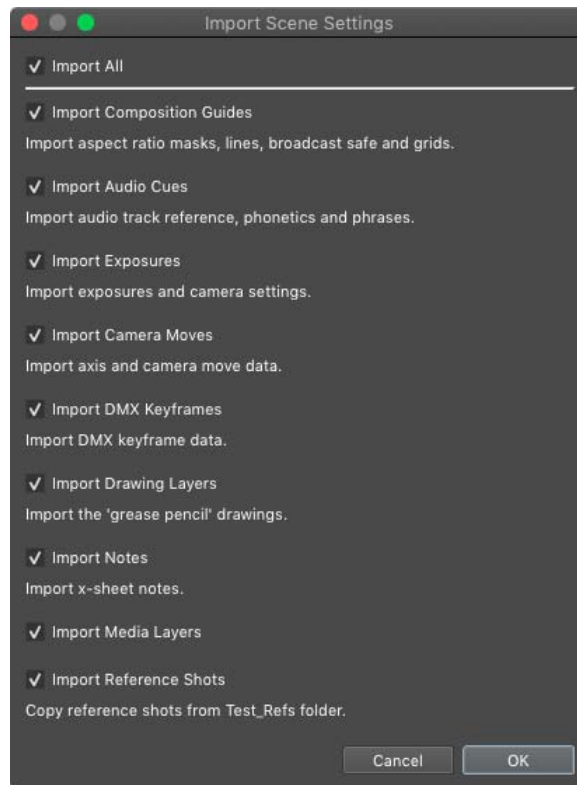 Import Scene Settings
Import All
Import Composition Guides
Import aspect ratio masks, lines, broadcast safe and grids.
Import Audio Cues
Import audio track reference, phonetics and phrases.
Import Exposures
Import exposures and camera settings.
Import Camera Moves
Import axis and camera move data.
Import DMX Keyframes
Import DMX keyframe data.
Import Drawing Layers
Import the 'grease pencil' drawings.
Import Notes
Import x-sheet notes.
Import Media Layers
Import Reference Shots
Copy reference shots from Test_Refs folder.
Cancel OK